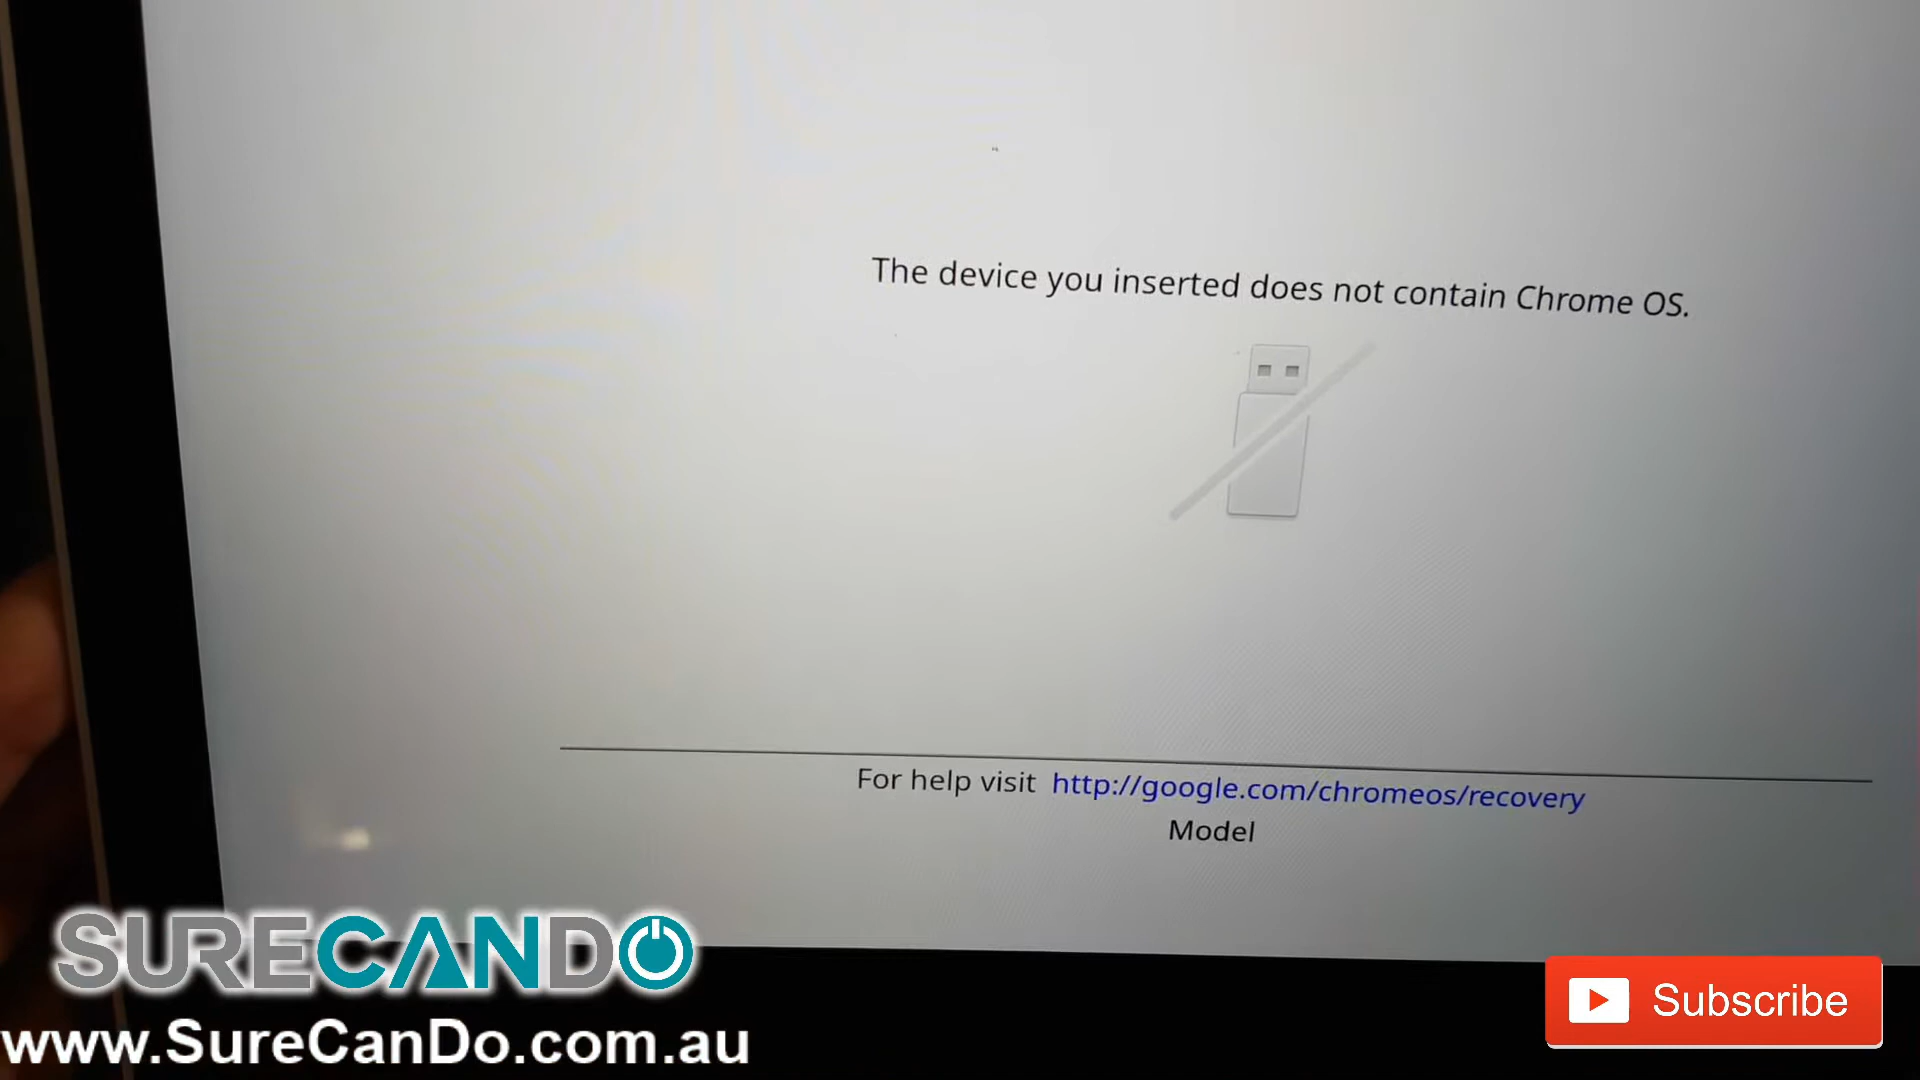 The device you inserted does not contain Chrome OS.
For help visit http://google.com/chromeos/recovery
Model
SURECANDO
www.SureCanDo.com.au
Subscribe